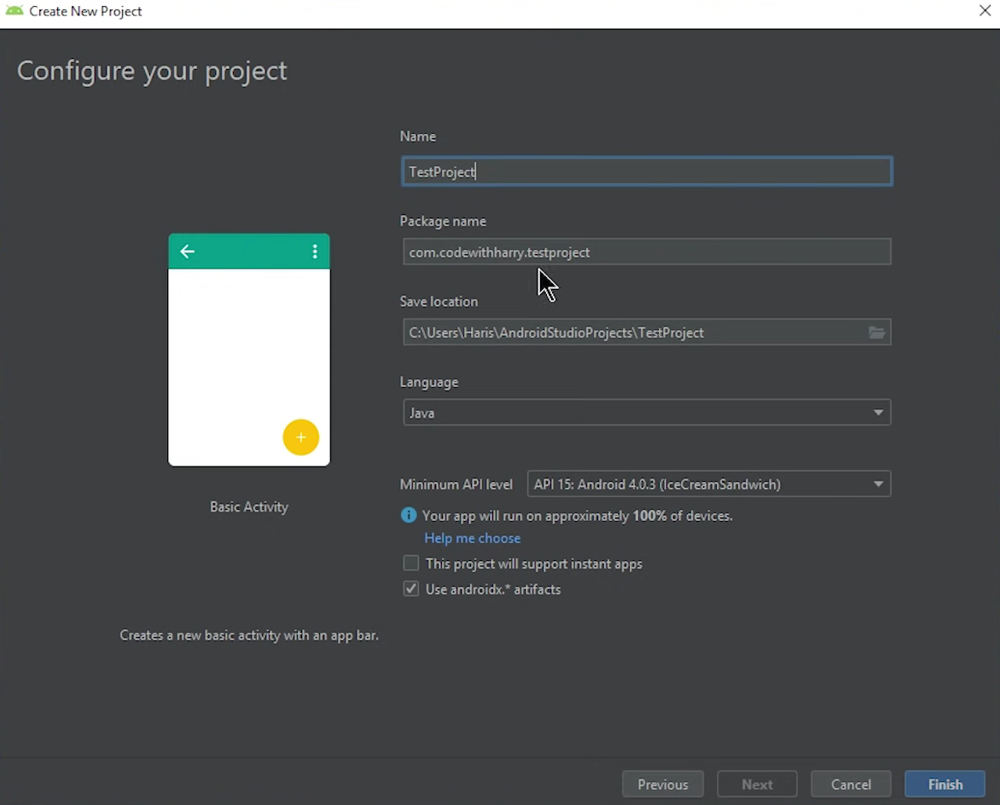 Create New Project
Configure your project
Name
TestProject
Package name
com.codewithharry.testproject
Save location
C:\Users\Haris\AndroidStudioProjects\TestProject
Language
Java
Minimum API level
API 15: Android 4.0.3 (IceCreamSandwich)
Your app will run on approximately 100% of devices.
Help me choose
This project will support instant apps
Use androidx.* artifacts
Basic Activity
Creates a new basic activity with an app bar.
Previous
Next
Cancel
Finish